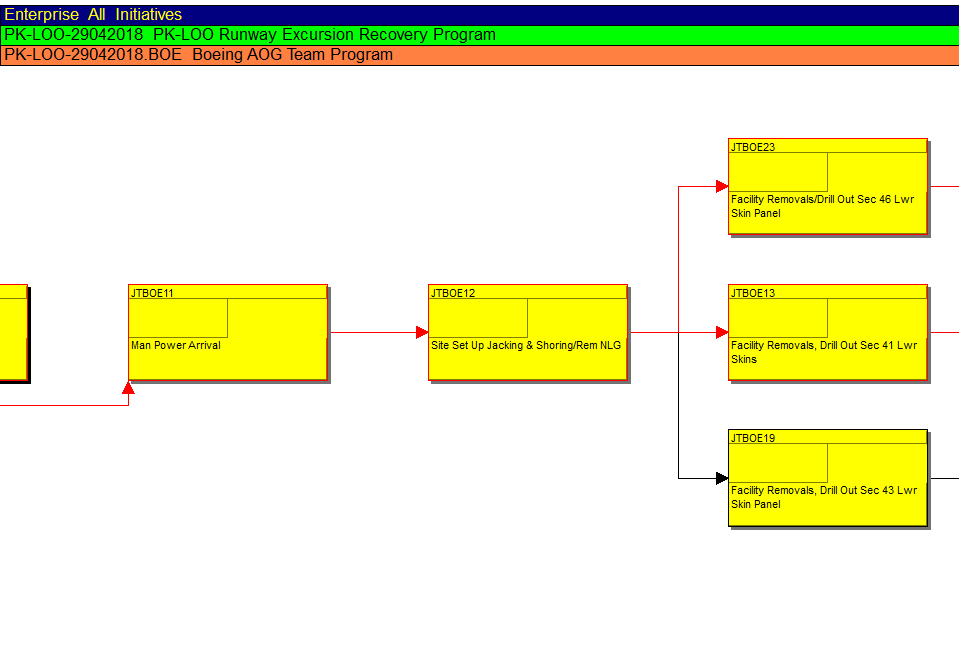 Enterprise All Initiatives
PK-LOO-29042018 PK-LOO Runway Excursion Recovery Program
PK-LOO-29042018.BOE Boeing AOG Team Program
JTBOE23
Facility Removals/Drill Out Sec 46 Lwr
Skin Panel
JTBOE11
Man Power Arrival
JTBOE12
Site Set Up Jacking & Shoring/Rem NLG
JTBOE13
Facility Removals, Drill Out Sec 41 Lwr
Skins
JTBOE19
Facility Removals, Drill Out Sec 43 Lwr
Skin Panel